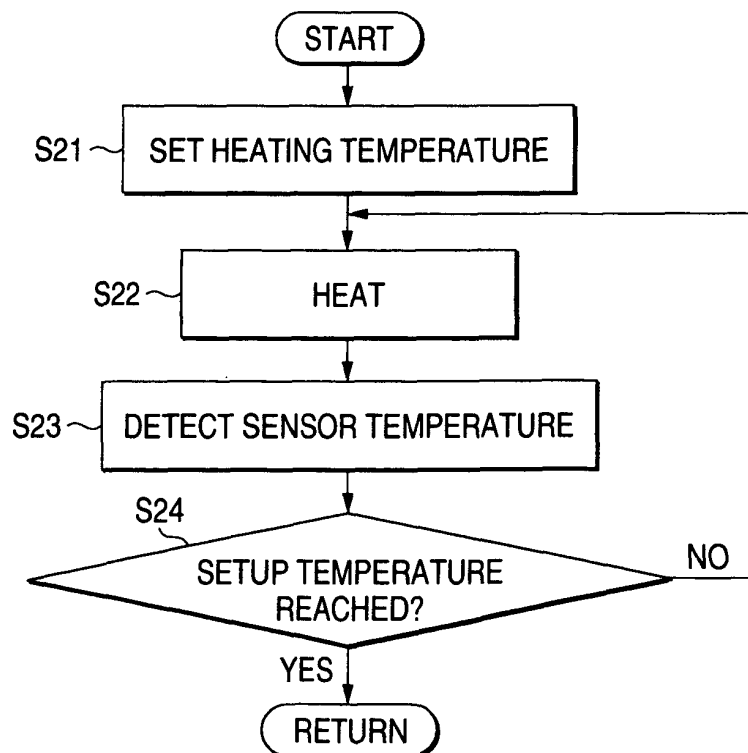 START
S21
SET HEATING TEMPERATURE
S22
HEAT
S23
DETECT SENSOR TEMPERATURE
S24
SETUP TEMPERATURE
REACHED?
NO
YES
RETURN